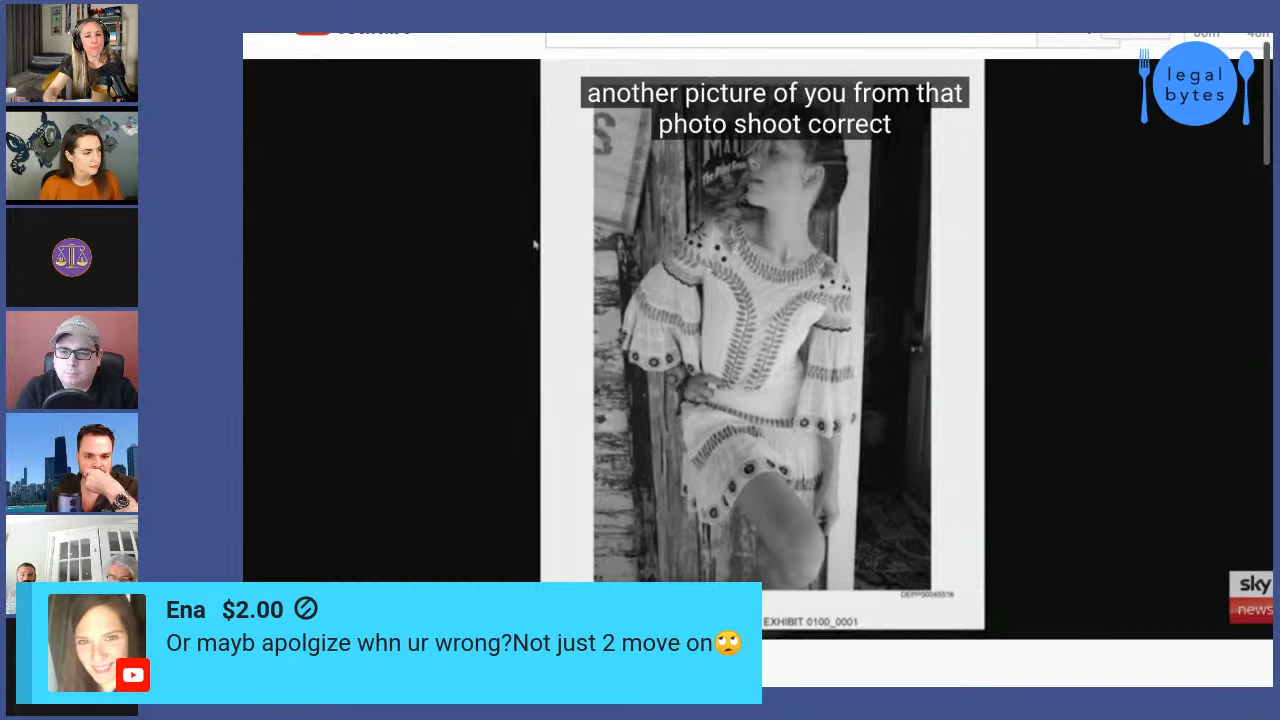 another picture of you from that
photo shoot correct
legal
bytes
DEPP00045516
EXHIBIT 0100_0001
sky
news
Ena $2.00
Or mayb apolgize whn ur wrong?Not just 2 move on🙄